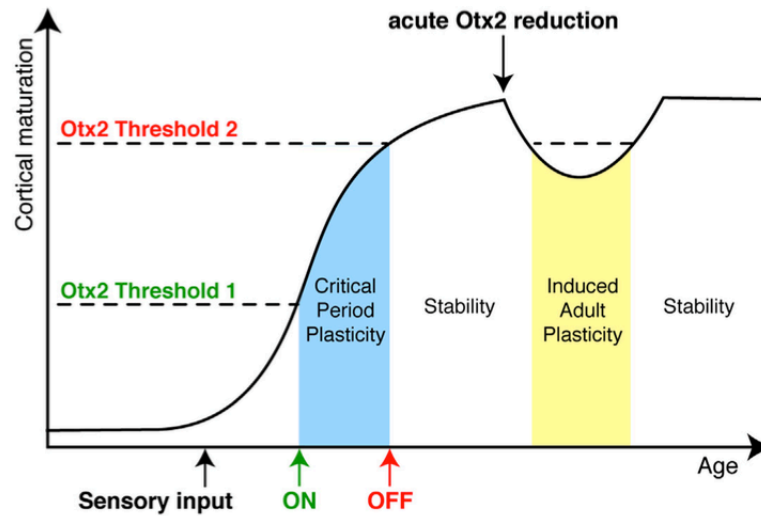 acute Otx2 reduction
Cortical maturation
Otx2 Threshold 2
Otx2 Threshold 1
Critical
Period
Plasticity
Stability
Induced
Adult
Plasticity
Stability
Age
Sensory input
ON
OFF